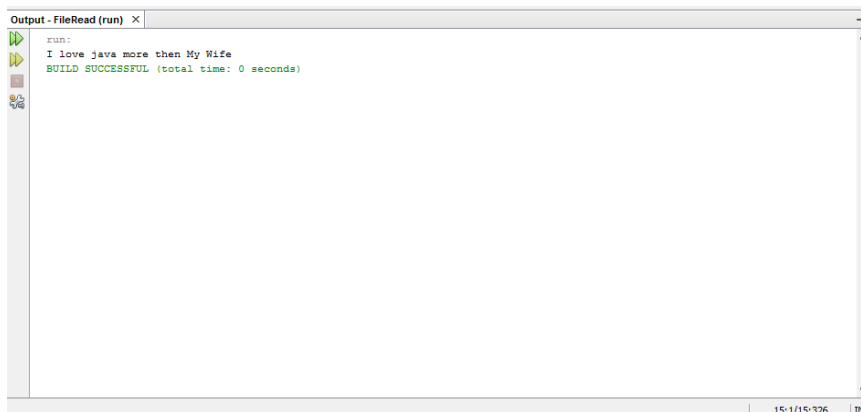 Output - FileRead (run) ×
run:
I love java more then My Wife
BUILD SUCCESSFUL (total time: 0 seconds)
15:1/15:326